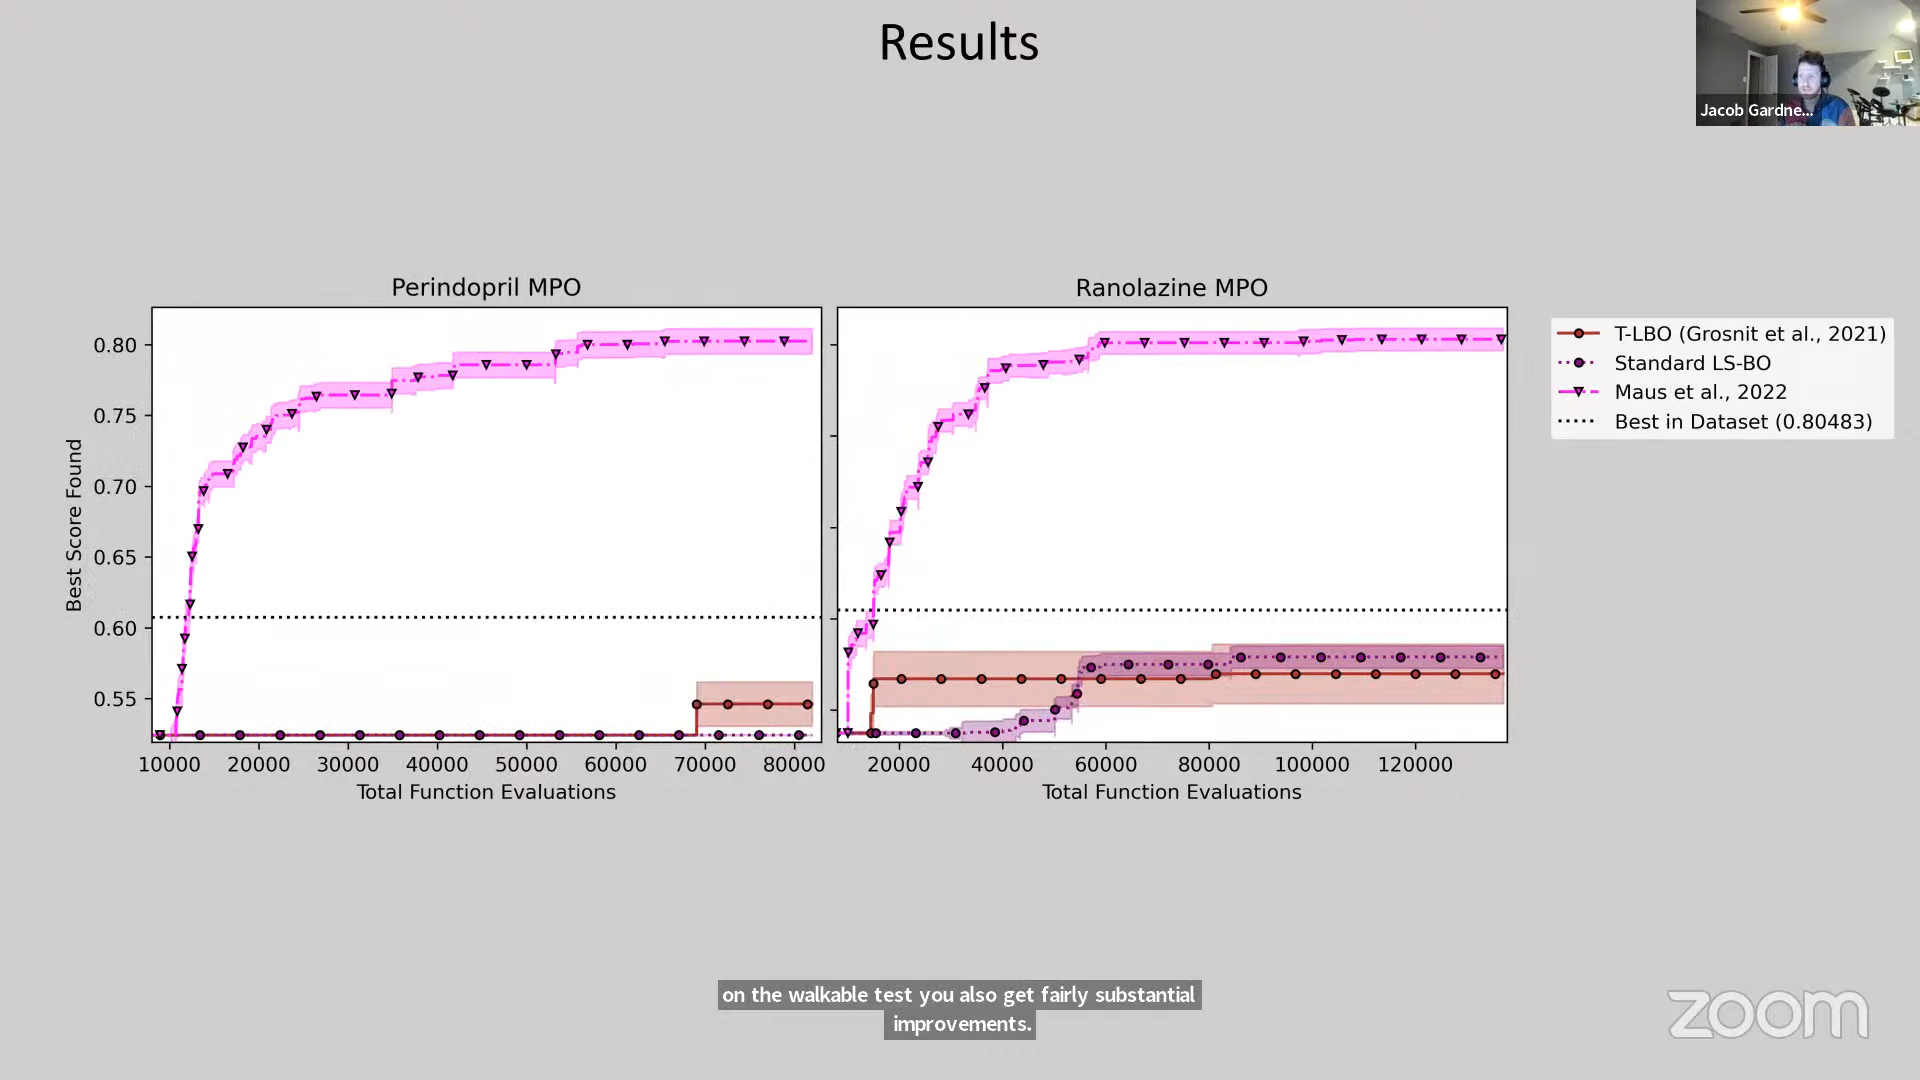 Results
Jacob Gardne...
Perindopril MPO
Ranolazine MPO
T-LBO (Grosnit et al., 2021)
Standard LS-BO
Maus et al., 2022
Best in Dataset (0.80483)
Best Score Found
0.80
0.75
0.70
0.65
0.60
0.55
10000 20000 30000 40000 50000 60000 70000 80000
20000 40000 60000 80000 100000 120000
Total Function Evaluations
Total Function Evaluations
on the walkable test you also get fairly substantial
improvements.
zoom